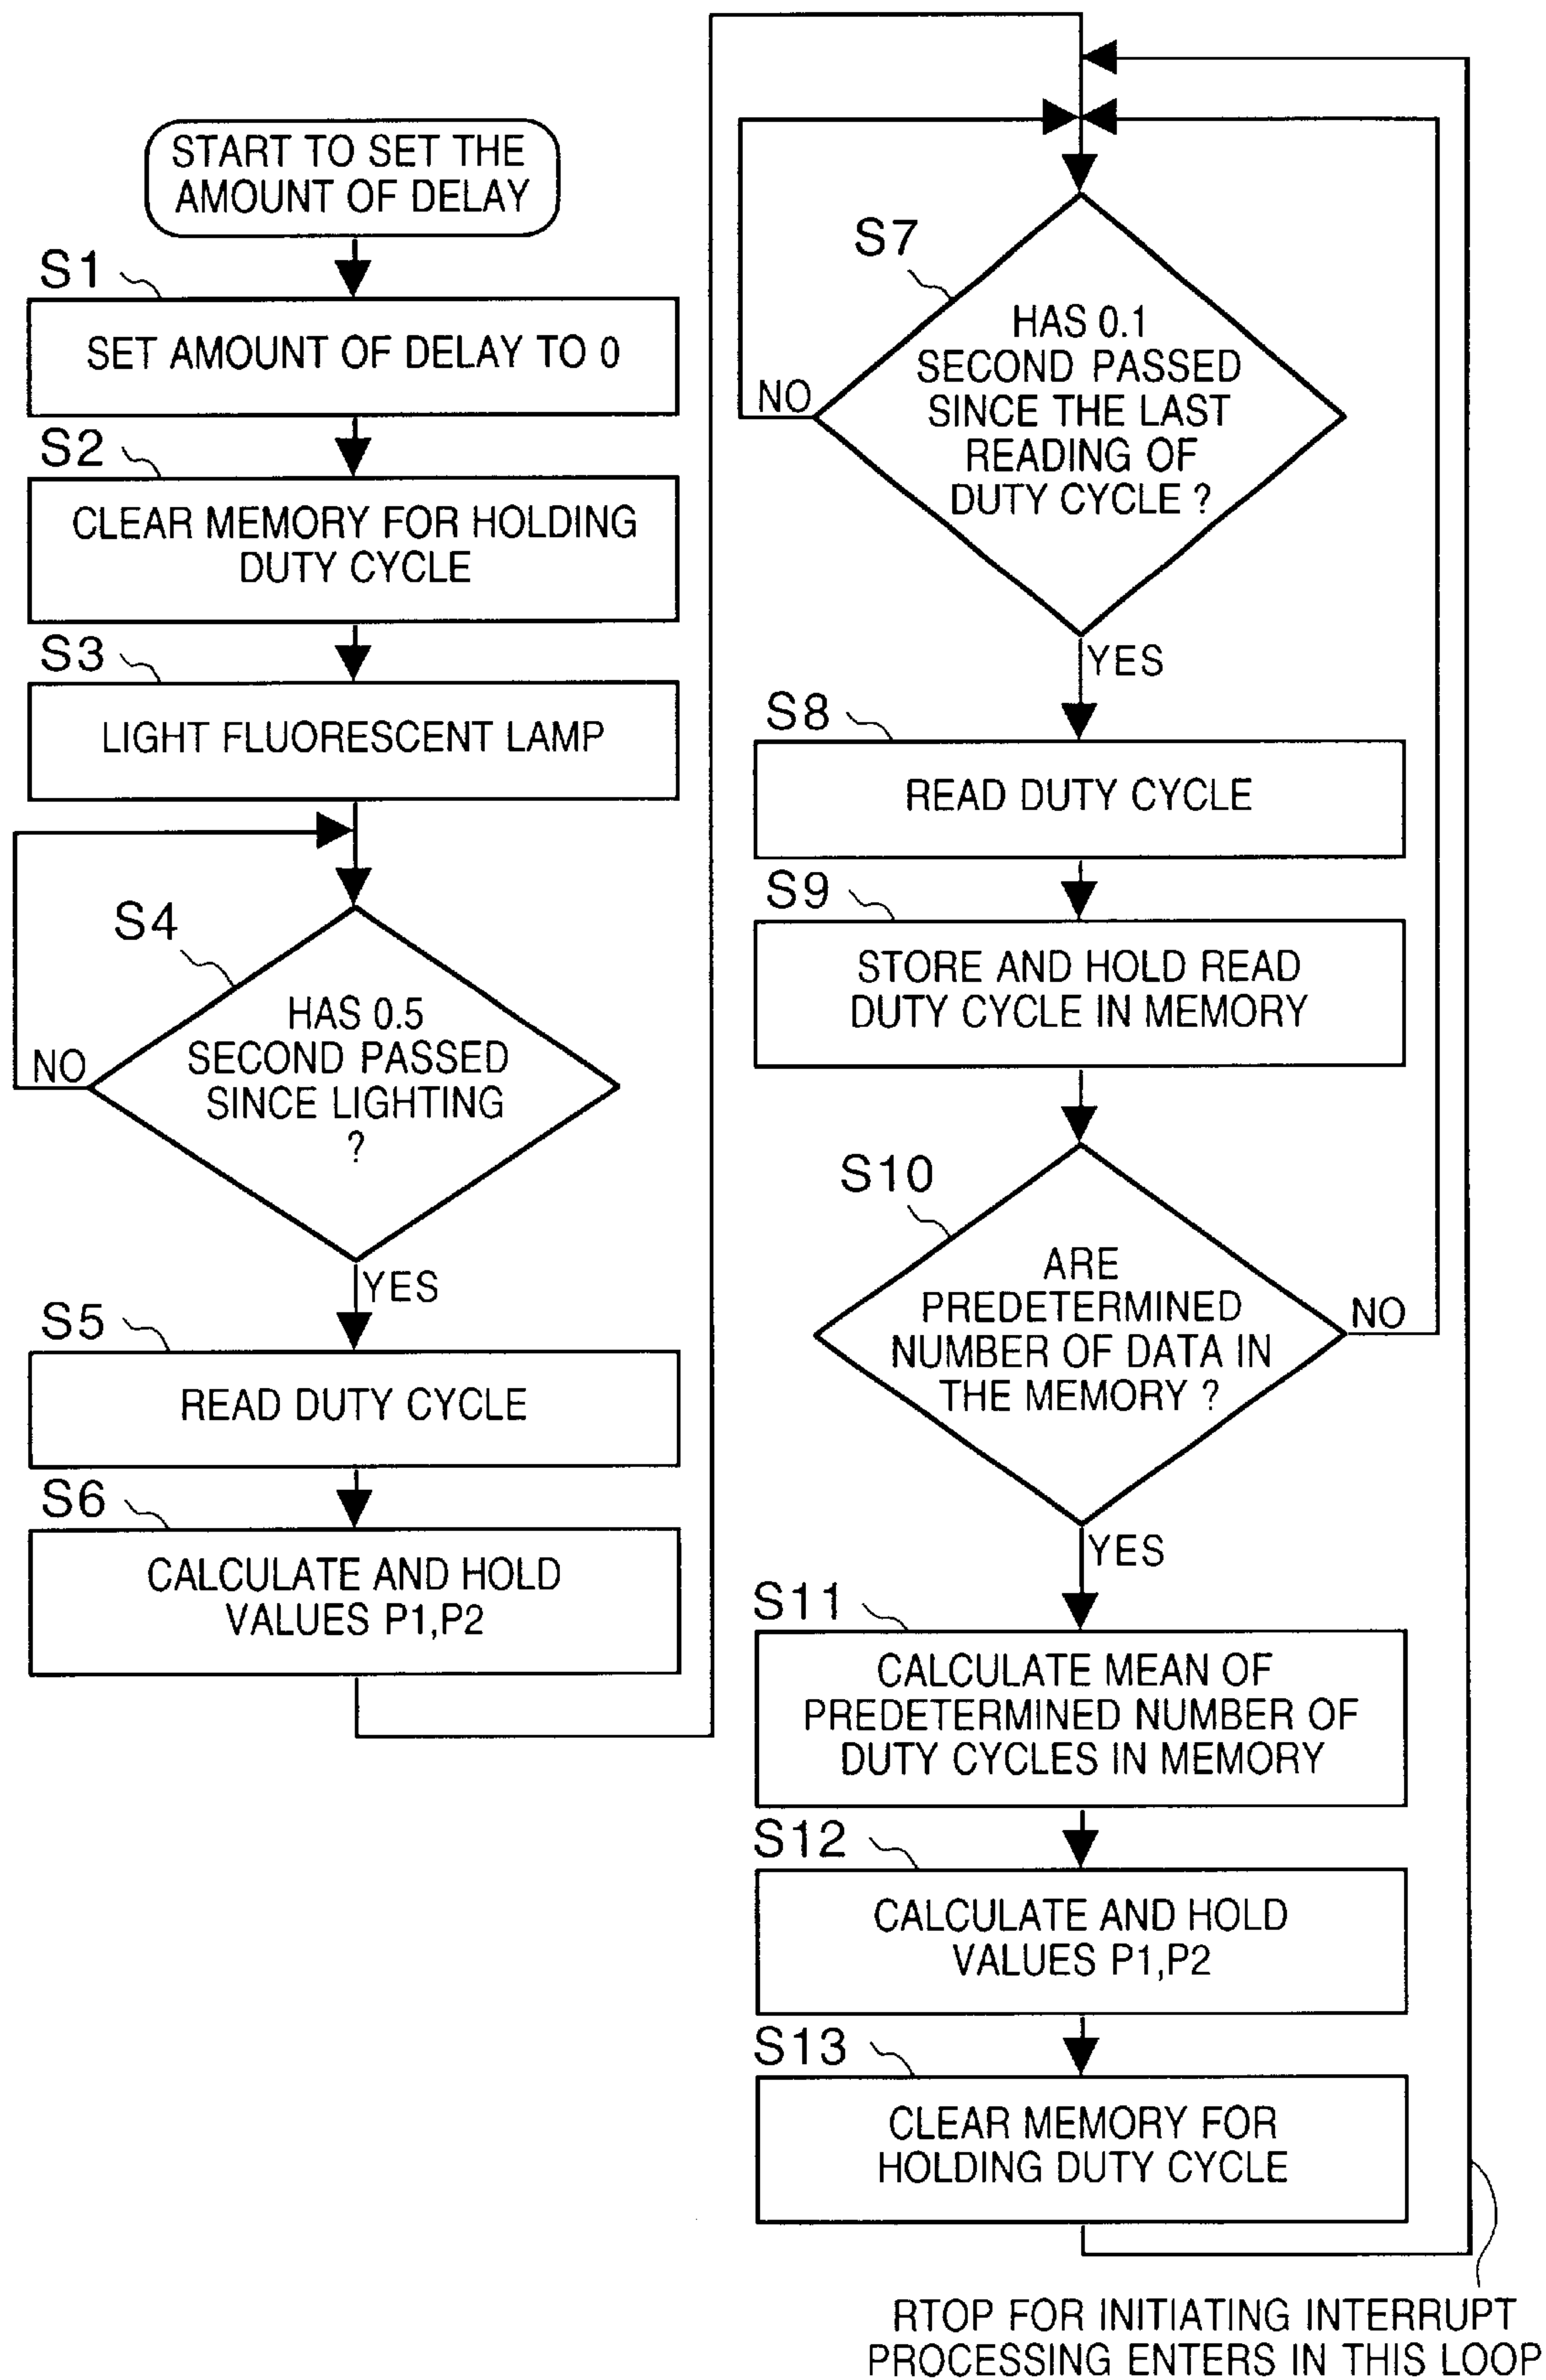 START TO SET THE
AMOUNT OF DELAY
S1
SET AMOUNT OF DELAY TO 0
S2
CLEAR MEMORY FOR HOLDING
DUTY CYCLE
S3
LIGHT FLUORESCENT LAMP
S4
HAS 0.5
SECOND PASSED
SINCE LIGHTING
?
NO
YES
S5
READ DUTY CYCLE
S6
CALCULATE AND HOLD
VALUES P1,P2
S7
HAS 0.1
SECOND PASSED
SINCE THE LAST
READING OF
DUTY CYCLE ?
NO
YES
S8
READ DUTY CYCLE
S9
STORE AND HOLD READ
DUTY CYCLE IN MEMORY
S10
ARE
PREDETERMINED
NUMBER OF DATA IN
THE MEMORY ?
NO
YES
S11
CALCULATE MEAN OF
PREDETERMINED NUMBER OF
DUTY CYCLES IN MEMORY
S12
CALCULATE AND HOLD
VALUES P1,P2
S13
CLEAR MEMORY FOR
HOLDING DUTY CYCLE
RTOP FOR INITIATING INTERRUPT
PROCESSING ENTERS IN THIS LOOP